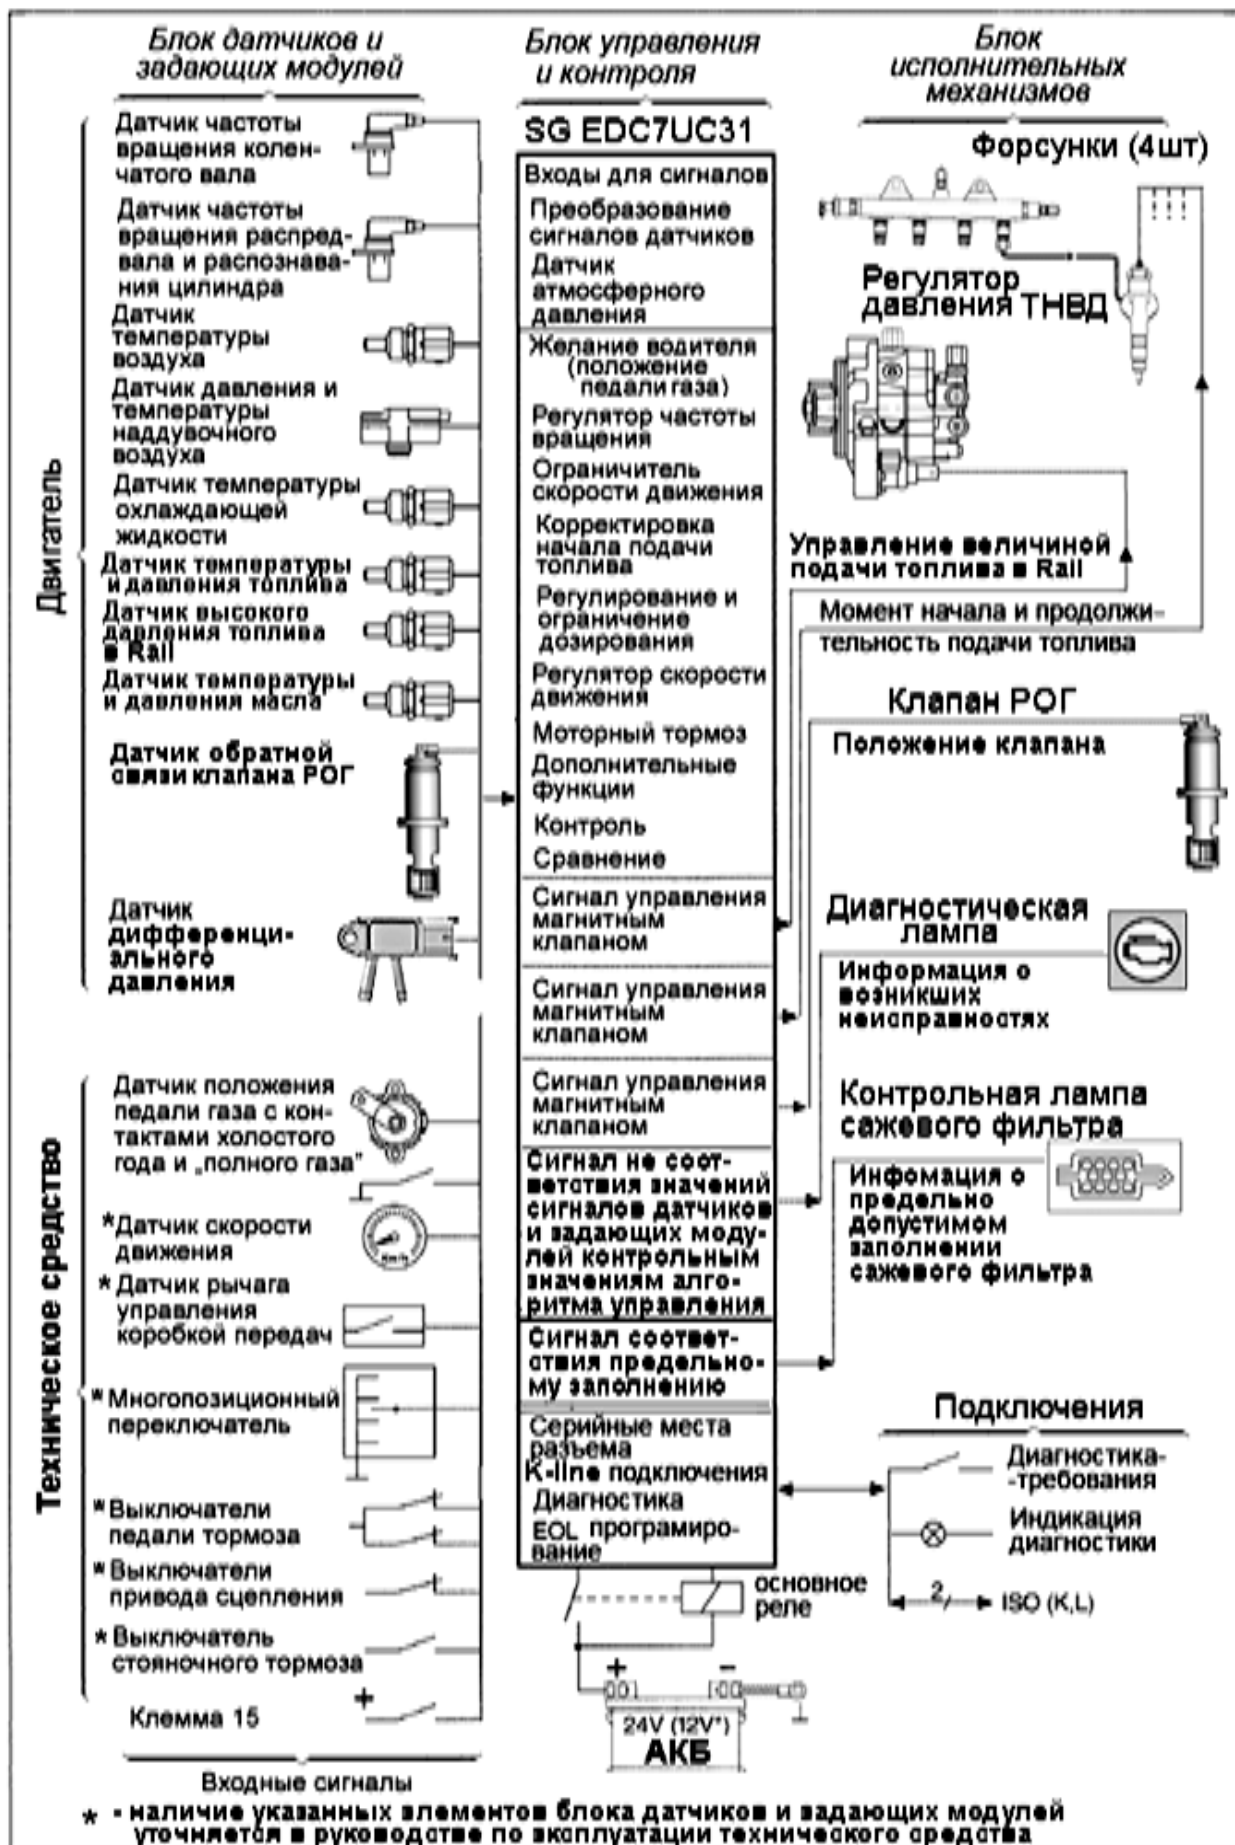 Блок датчиков и
задающих модулей
Двигатель
Датчик частоты
вращения колен-
чатого вала
Датчик частоты
вращения распред-
вала и распознава-
ния цилиндра
Датчик
температуры
воздуха
Датчик давления и
температуры
наддувочного
воздуха
Датчик температуры
охлаждающей
жидкости
Датчик температуры
и давления топлива
Датчик высокого
давления топлива
в Rail
Датчик температуры
и давления масла
Датчик обратной
связи клапана РОГ
Датчик
дифференци-
ального
давления
Техническое средство
Датчик положения
педали газа с кон-
тактами холостого
года и „полного газа"
* Датчик скорости
движения
Km/h
* Датчик рычага
управления
коробкой передач
* Многопозиционный
переключатель
* Выключатели
педали тормоза
* Выключатели
привода сцепления
* Выключатель
стояночного тормоза
Клемма 15
+
Входные сигналы
Блок управления
и контроля
SG EDC7UC31
Входы для сигналов
Преобразование
сигналов датчиков
Датчик
атмосферного
давления
Желание водителя
(положение
педали газа)
Регулятор частоты
вращения
Ограничитель
скорости движения
Корректировка
начала подачи
топлива
Регулирование и
ограничение
дозирования
Регулятор скорости
движения
Моторный тормоз
Дополнительные
функции
Контроль
Сравнение
Сигнал управления
магнитным
клапаном
Сигнал управления
магнитным
клапаном
Сигнал управления
магнитным
клапаном
Сигнал не соот-
ветствия значений
сигналов датчиков
и задающих моду-
лей контрольным
значениям алго-
ритма управления
Сигнал соответ-
ствия предельно-
му заполнению
Серийные места
разъема
K-line подключения
Диагностика
EOL програмиро-
вание
основное
реле
+ −
24V (12V*)
АКБ
Блок
исполнительных
механизмов
Форсунки (4шт)
Регулятор
давления ТНВД
Управление величиной
подачи топлива в Rail
Момент начала и продолжи-
тельность подачи топлива
Клапан РОГ
Положение клапана
Диагностическая
лампа
Информация о
возникших
неисправностях
Контрольная лампа
сажевого фильтра
Инфомация о
предельно
допустимом
заполнении
сажевого фильтра
Подключения
Диагностика-
-требования
Индикация
диагностики
2 ISO (K,L)
* - наличие указанных элементов блока датчиков и задающих модулей
уточняется в руководстве по эксплуатации технического средства